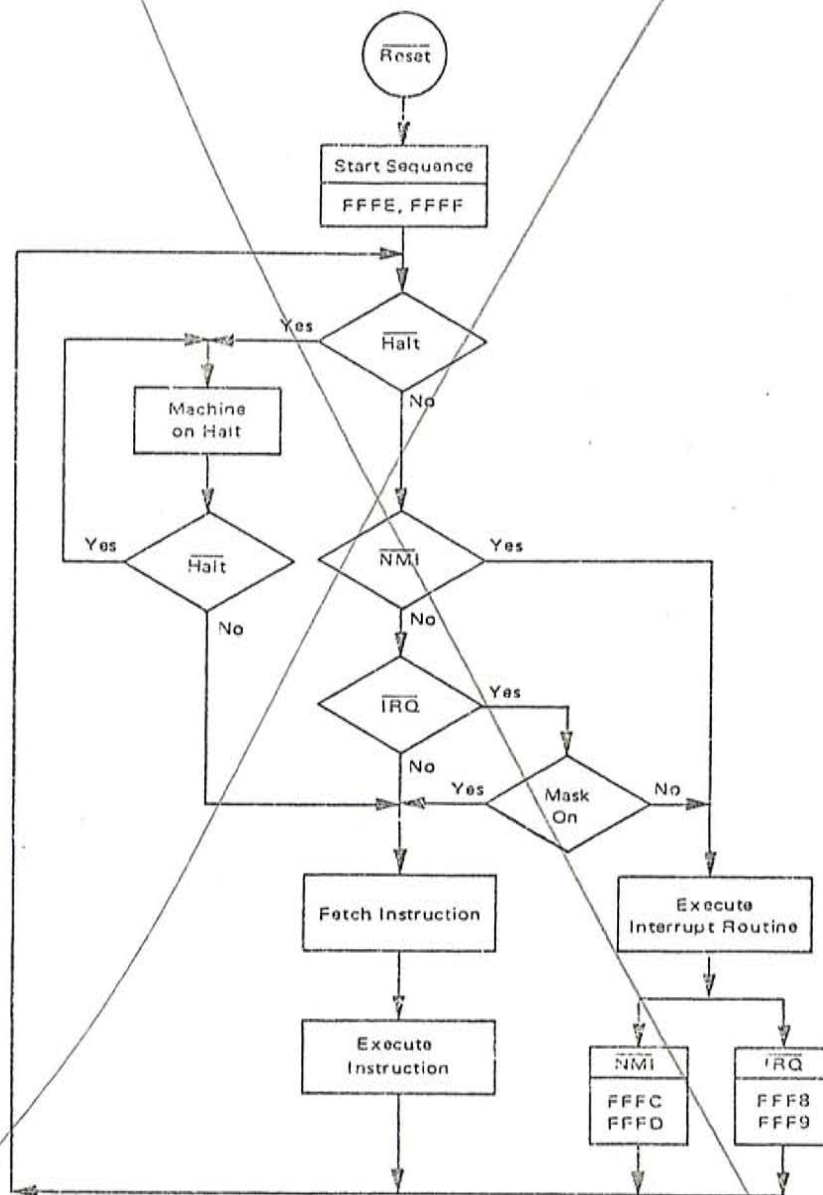 Reset
Start Sequence
FFFE, FFFF
Yes
Halt
No
Machine
on Halt
Yes
Halt
No
NMI
Yes
No
IRQ
Yes
No
Yes
Mask
On
No
Fetch Instruction
Execute
Interrupt Routine
Execute
Instruction
NMI
FFFC
FFFD
IRQ
FFF8
FFF9